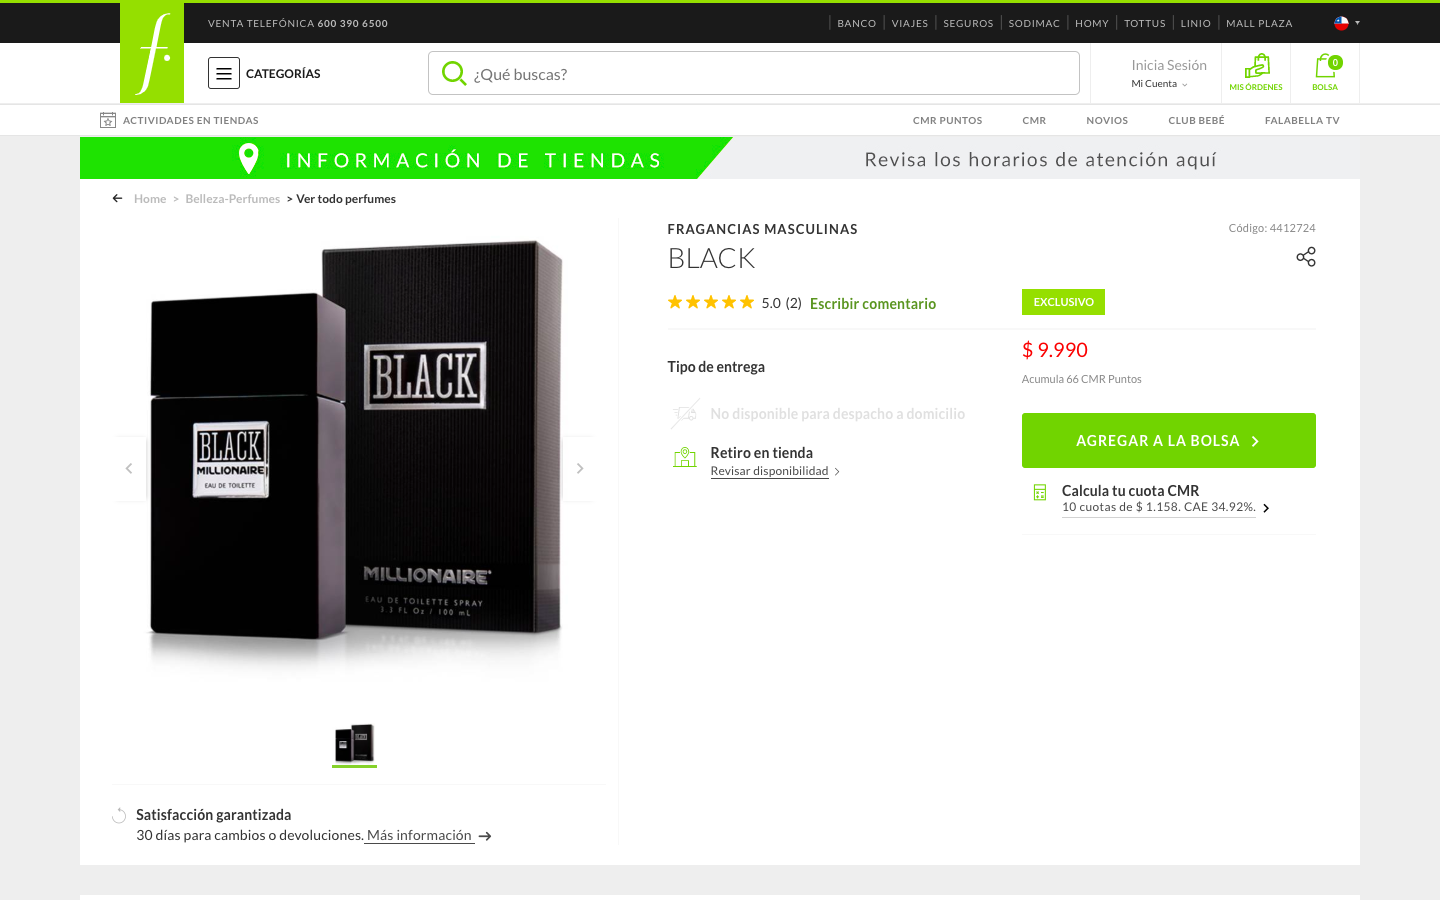 VENTA TELEFÓNICA 600 390 6500
BANCO VIAJES SEGUROS SODIMAC HOMY TOTTUS LINIO MALL PLAZA
f.
CATEGORÍAS
¿Qué buscas?
Inicia Sesión
Mi Cuenta
MIS ÓRDENES
0
BOLSA
ACTIVIDADES EN TIENDAS
CMR PUNTOS CMR NOVIOS CLUB BEBÉ FALABELLA TV
INFORMACIÓN DE TIENDAS
Revisa los horarios de atención aquí
Home > Belleza-Perfumes > Ver todo perfumes
BLACK
MILLIONAIRE
EAU DE TOILETTE
BLACK
MILLIONAIRE
EAU DE TOILETTE SPRAY
3.3 FL Oz / 100 mL
Satisfacción garantizada
30 días para cambios o devoluciones. Más información
FRAGANCIAS MASCULINAS
Código: 4412724
BLACK
5.0 (2) Escribir comentario
EXCLUSIVO
Tipo de entrega
No disponible para despacho a domicilio
Retiro en tienda
Revisar disponibilidad
$ 9.990
Acumula 66 CMR Puntos
AGREGAR A LA BOLSA
Calcula tu cuota CMR
10 cuotas de $ 1.158. CAE 34.92%.